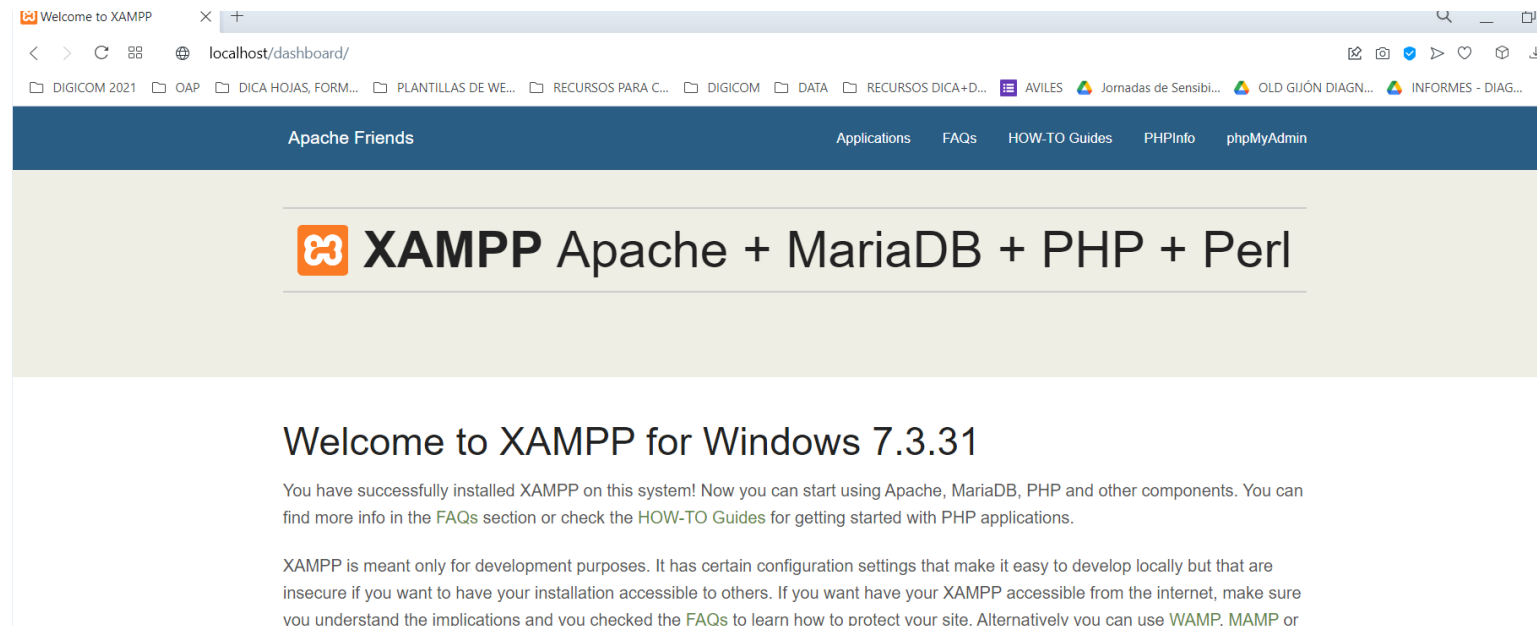 Welcome to XAMPP
localhost/dashboard/
DIGICOM 2021 OAP DICA HOJAS, FORM... PLANTILLAS DE WE... RECURSOS PARA C... DIGICOM DATA RECURSOS DICA+D... AVILES Jornadas de Sensibi... OLD GIJÓN DIAGN... INFORMES - DIAG...
Apache Friends Applications FAQs HOW-TO Guides PHPInfo phpMyAdmin
XAMPP Apache + MariaDB + PHP + Perl
Welcome to XAMPP for Windows 7.3.31
You have successfully installed XAMPP on this system! Now you can start using Apache, MariaDB, PHP and other components. You can
find more info in the FAQs section or check the HOW-TO Guides for getting started with PHP applications.
XAMPP is meant only for development purposes. It has certain configuration settings that make it easy to develop locally but that are
insecure if you want to have your installation accessible to others. If you want have your XAMPP accessible from the internet, make sure
you understand the implications and you checked the FAQs to learn how to protect your site. Alternatively you can use WAMP, MAMP or